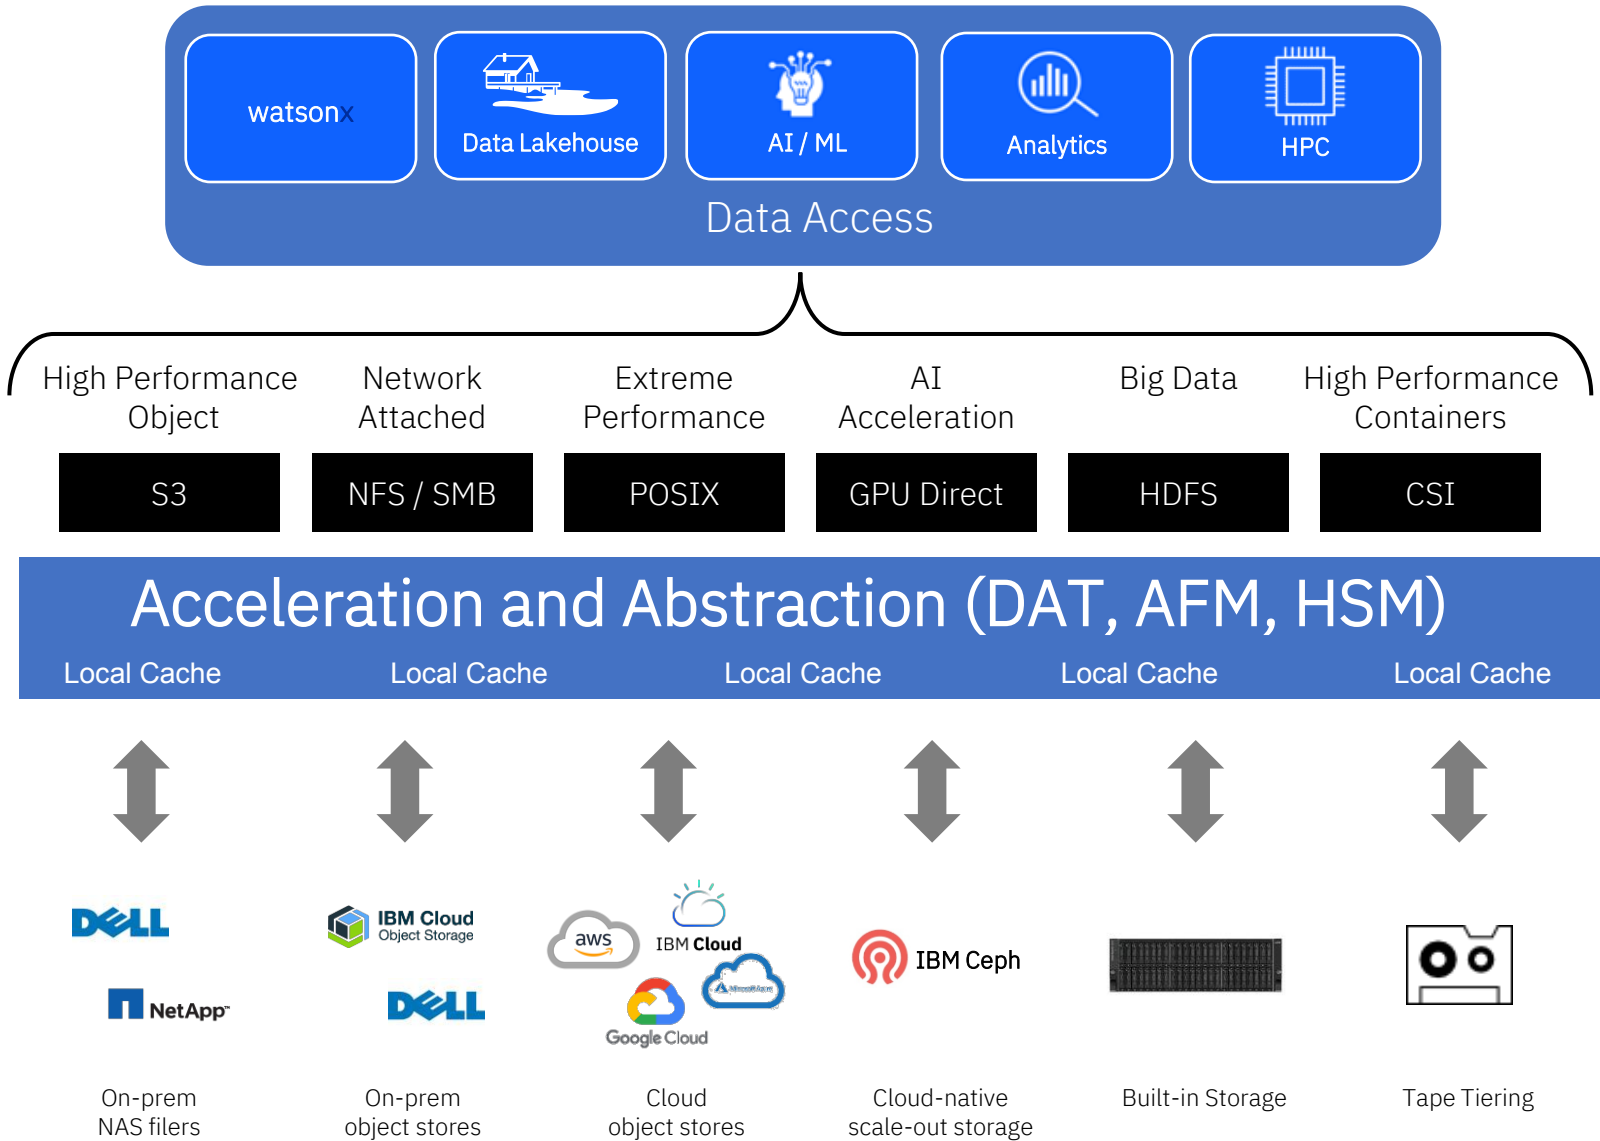 watsonx
Data Lakehouse
AI / ML
Analytics
HPC
Data Access
High Performance
Object
Network
Attached
Extreme
Performance
AI
Acceleration
Big Data
High Performance
Containers
S3
NFS / SMB
POSIX
GPU Direct
HDFS
CSI
Acceleration and Abstraction (DAT, AFM, HSM)
Local Cache
Local Cache
Local Cache
Local Cache
Local Cache
DELL
NetApp™
IBM Cloud
Object Storage
DELL
aws
IBM Cloud
Microsoft Azure
Google Cloud
IBM Ceph
On-prem
NAS filers
On-prem
object stores
Cloud
object stores
Cloud-native
scale-out storage
Built-in Storage
Tape Tiering